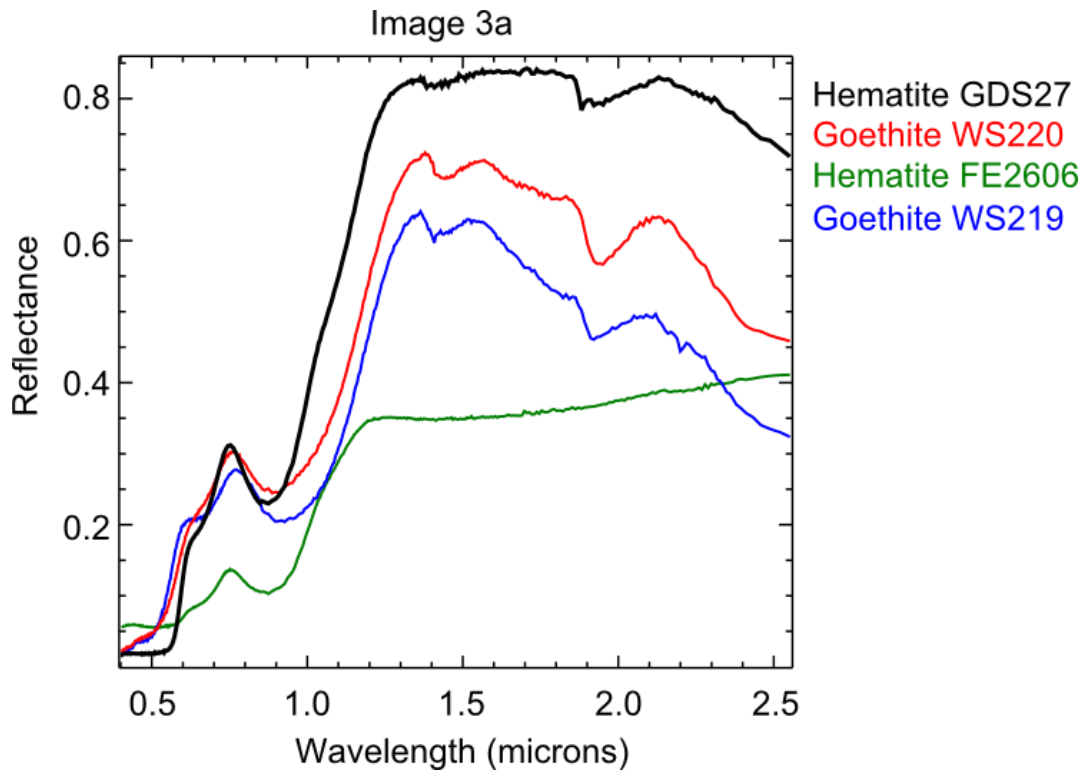 Image 3a
Hematite GDS27
Goethite WS220
Hematite FE2606
Goethite WS219
Reflectance
0.8
0.6
0.4
0.2
0.5 1.0 1.5 2.0 2.5
Wavelength (microns)